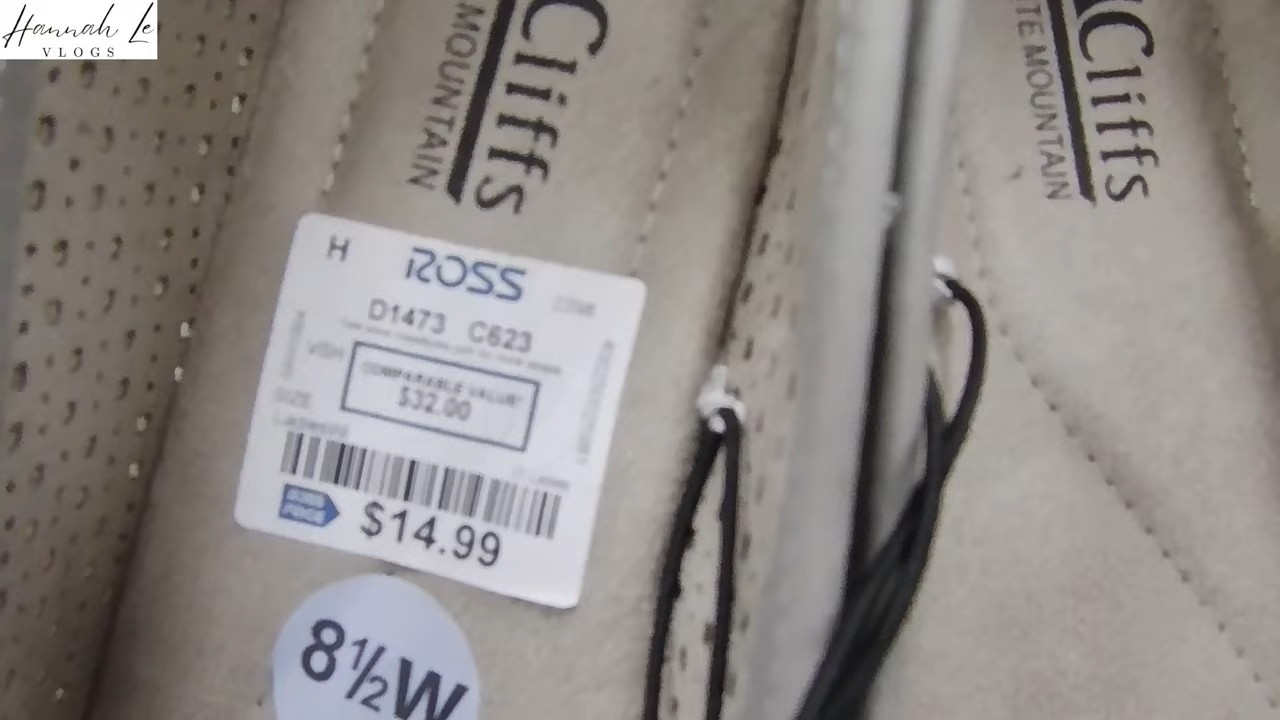 Hannah Le
VLOGS
Cliffs
MOUNTAIN
Cliffs
TE MOUNTAIN
H
ROSS
D1473 C623
COMPARABLE VALUE*
$32.00
SIZE
$14.99
8½W